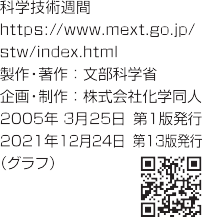 科学技術週間
https://www.mext.go.jp/
stw/index.html
製作・著作：文部科学省
企画・制作：株式会社化学同人
2005年 3月25日 第1版発行
2021年12月24日 第13版発行
（グラフ）